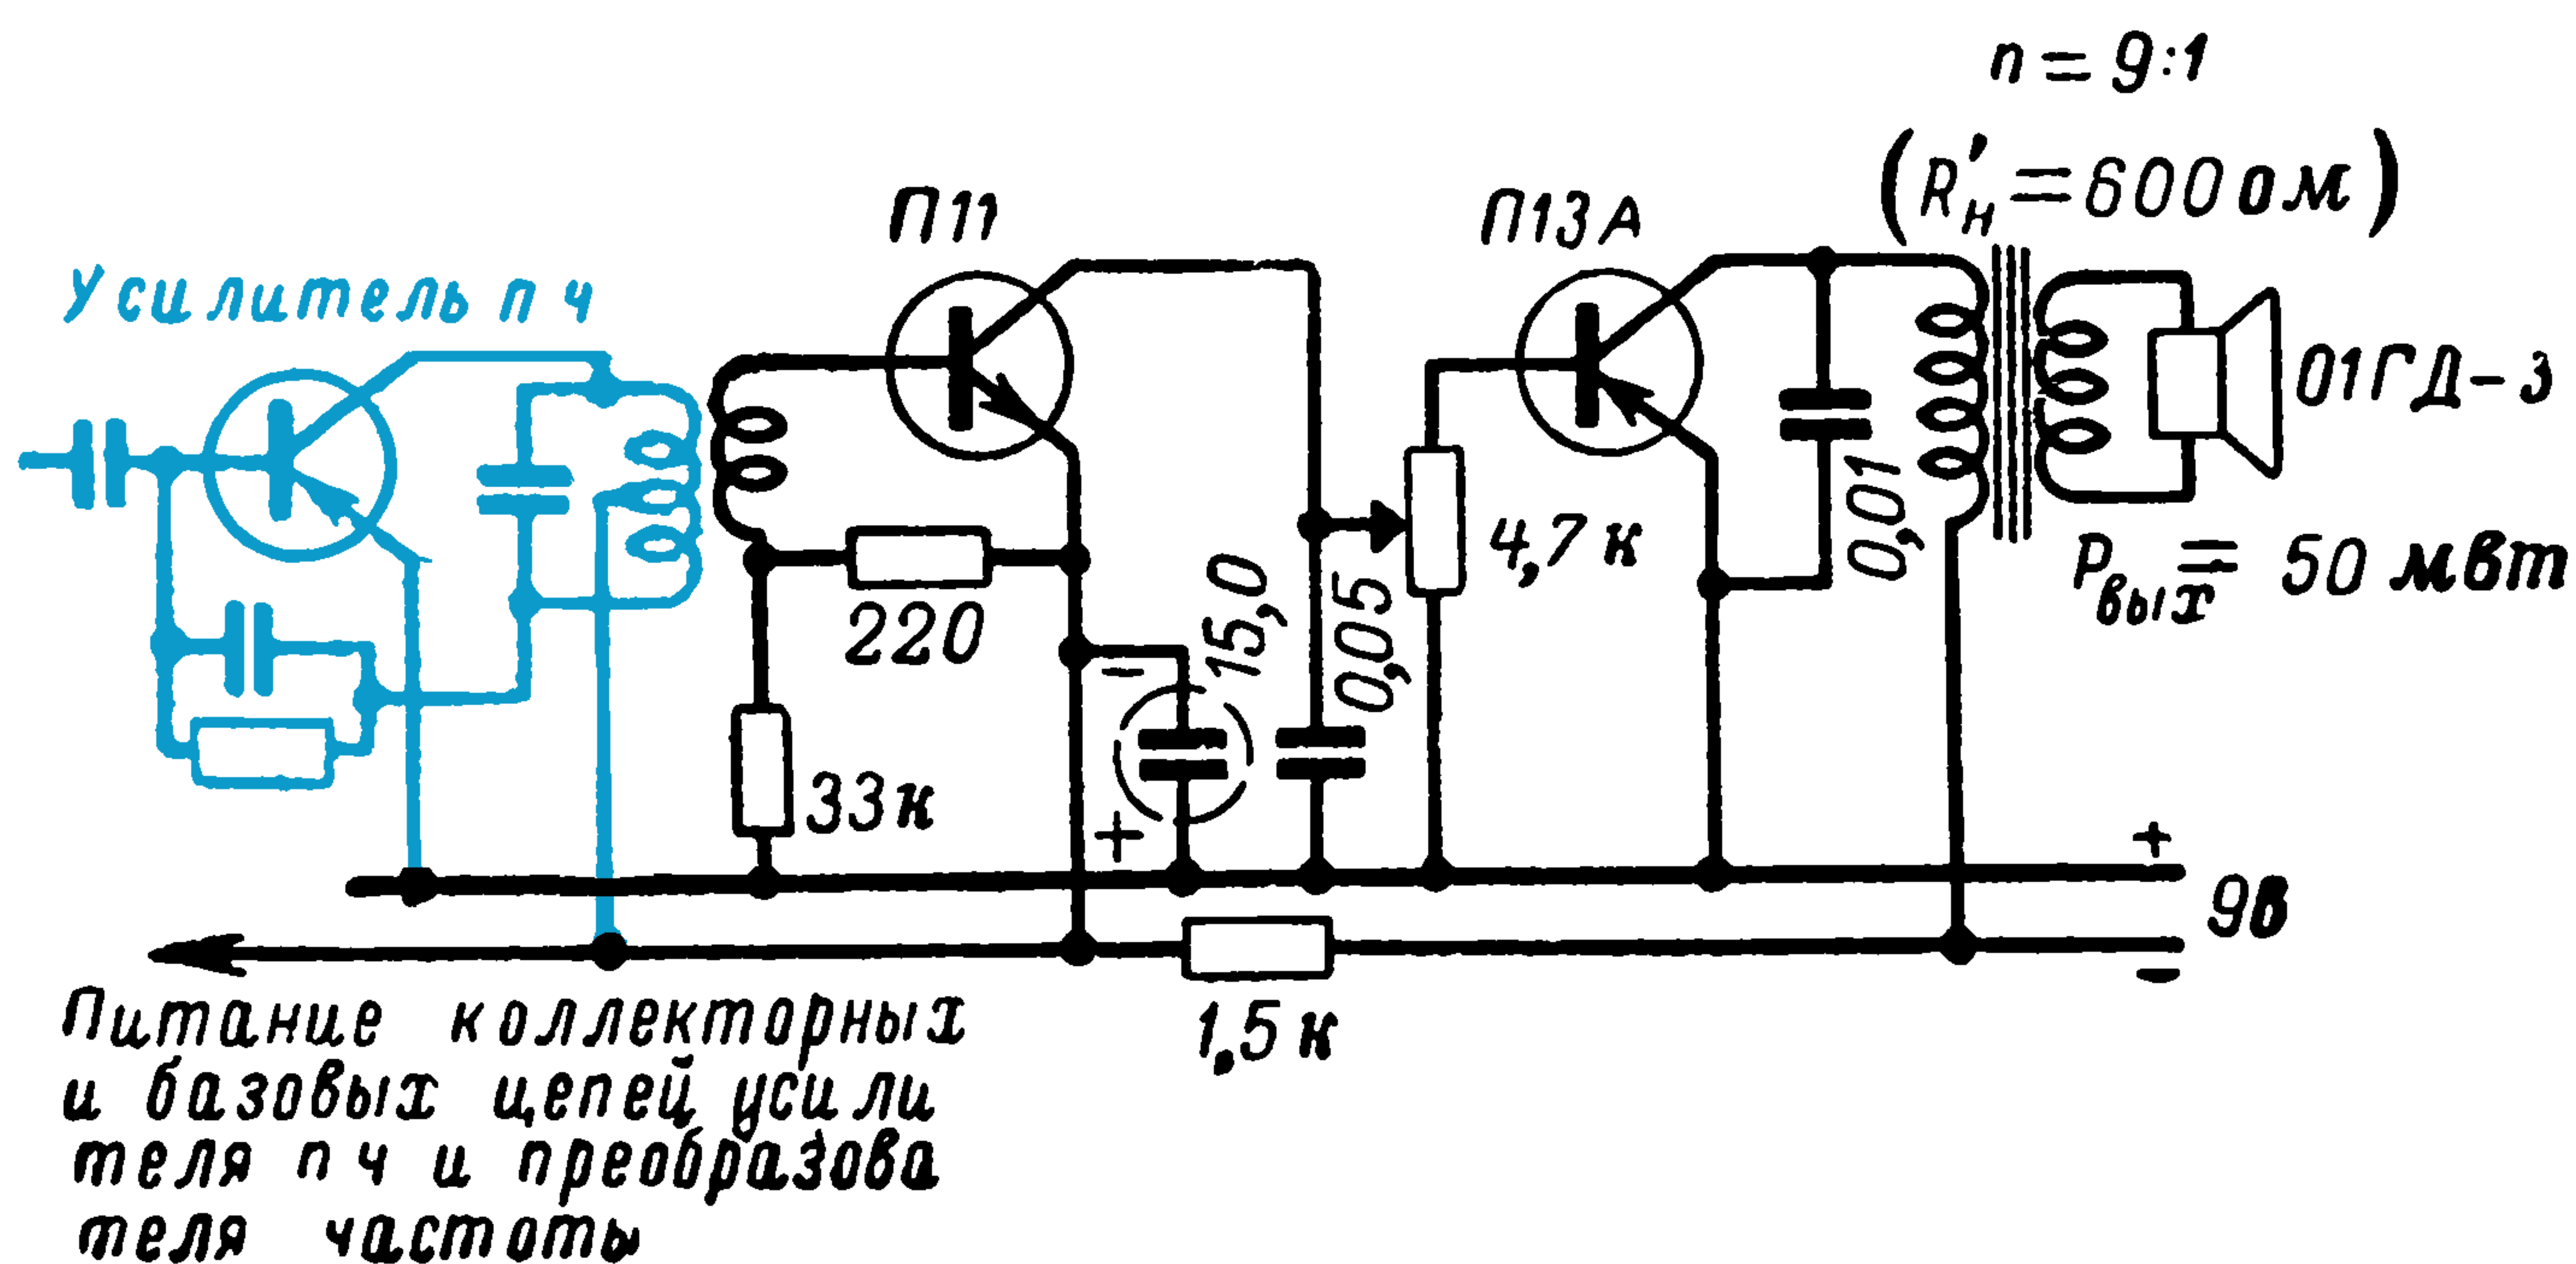 n = 9:1
(R'н = 600 ом)
П11
П13А
Усилитель п ч
01ГД-3
4,7 к
0,01
Рвых = 50 мвт
220
15,0
0,05
-
+
33к
+
9в
-
1,5 к
Питание коллекторных
и базовых цепей усили
теля п ч и преобразова
теля частоты